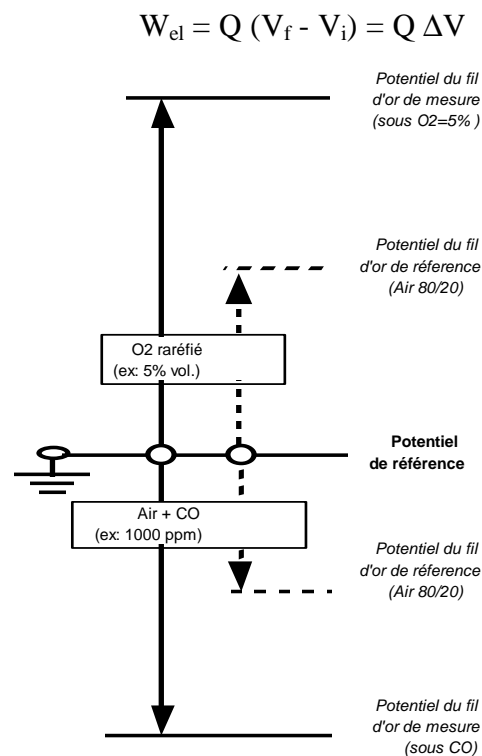 W_el = Q (V_f - V_i) = Q ΔV
Potentiel du fil
d'or de mesure
(sous O2=5% )
Potentiel du fil
d'or de réference
(Air 80/20)
O2 raréfié
(ex: 5% vol.)
Potentiel
de référence
Air + CO
(ex: 1000 ppm)
Potentiel du fil
d'or de réference
(Air 80/20)
Potentiel du fil
d'or de mesure
(sous CO)